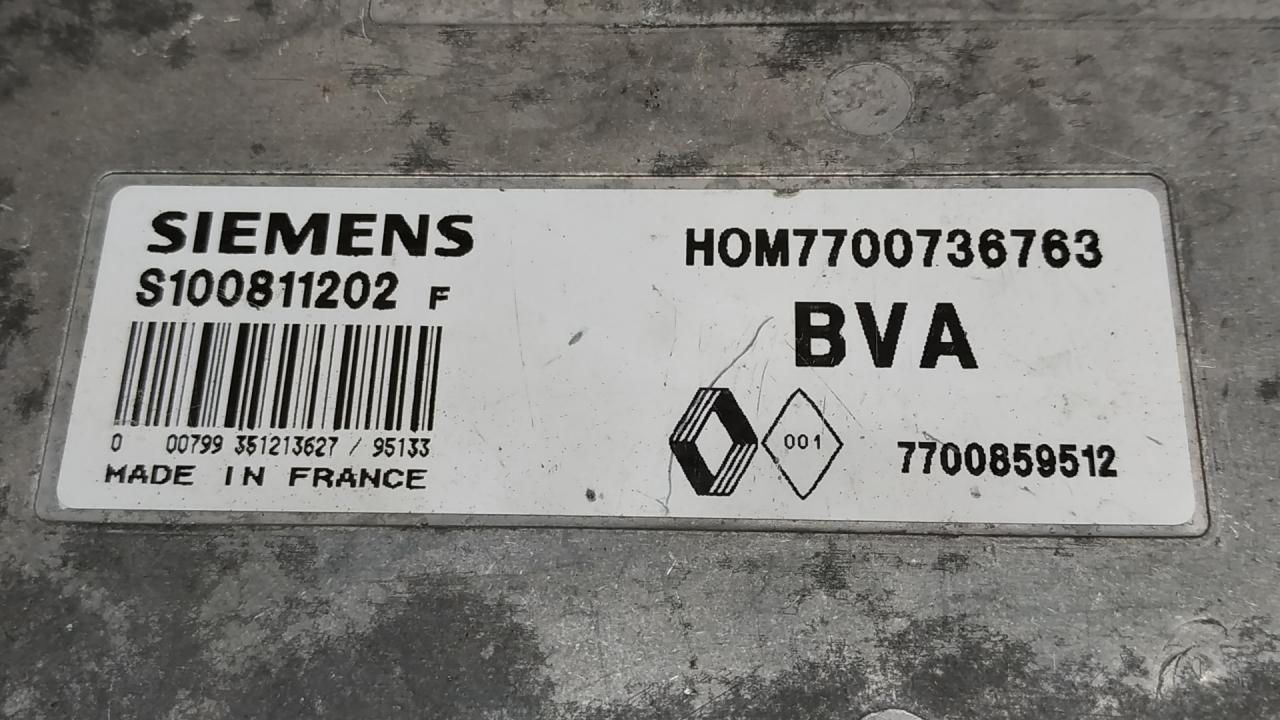 SIEMENS
S100811202 F
0 00799 351213627 / 95133
MADE IN FRANCE
HOM7700736763
BVA
001
7700859512